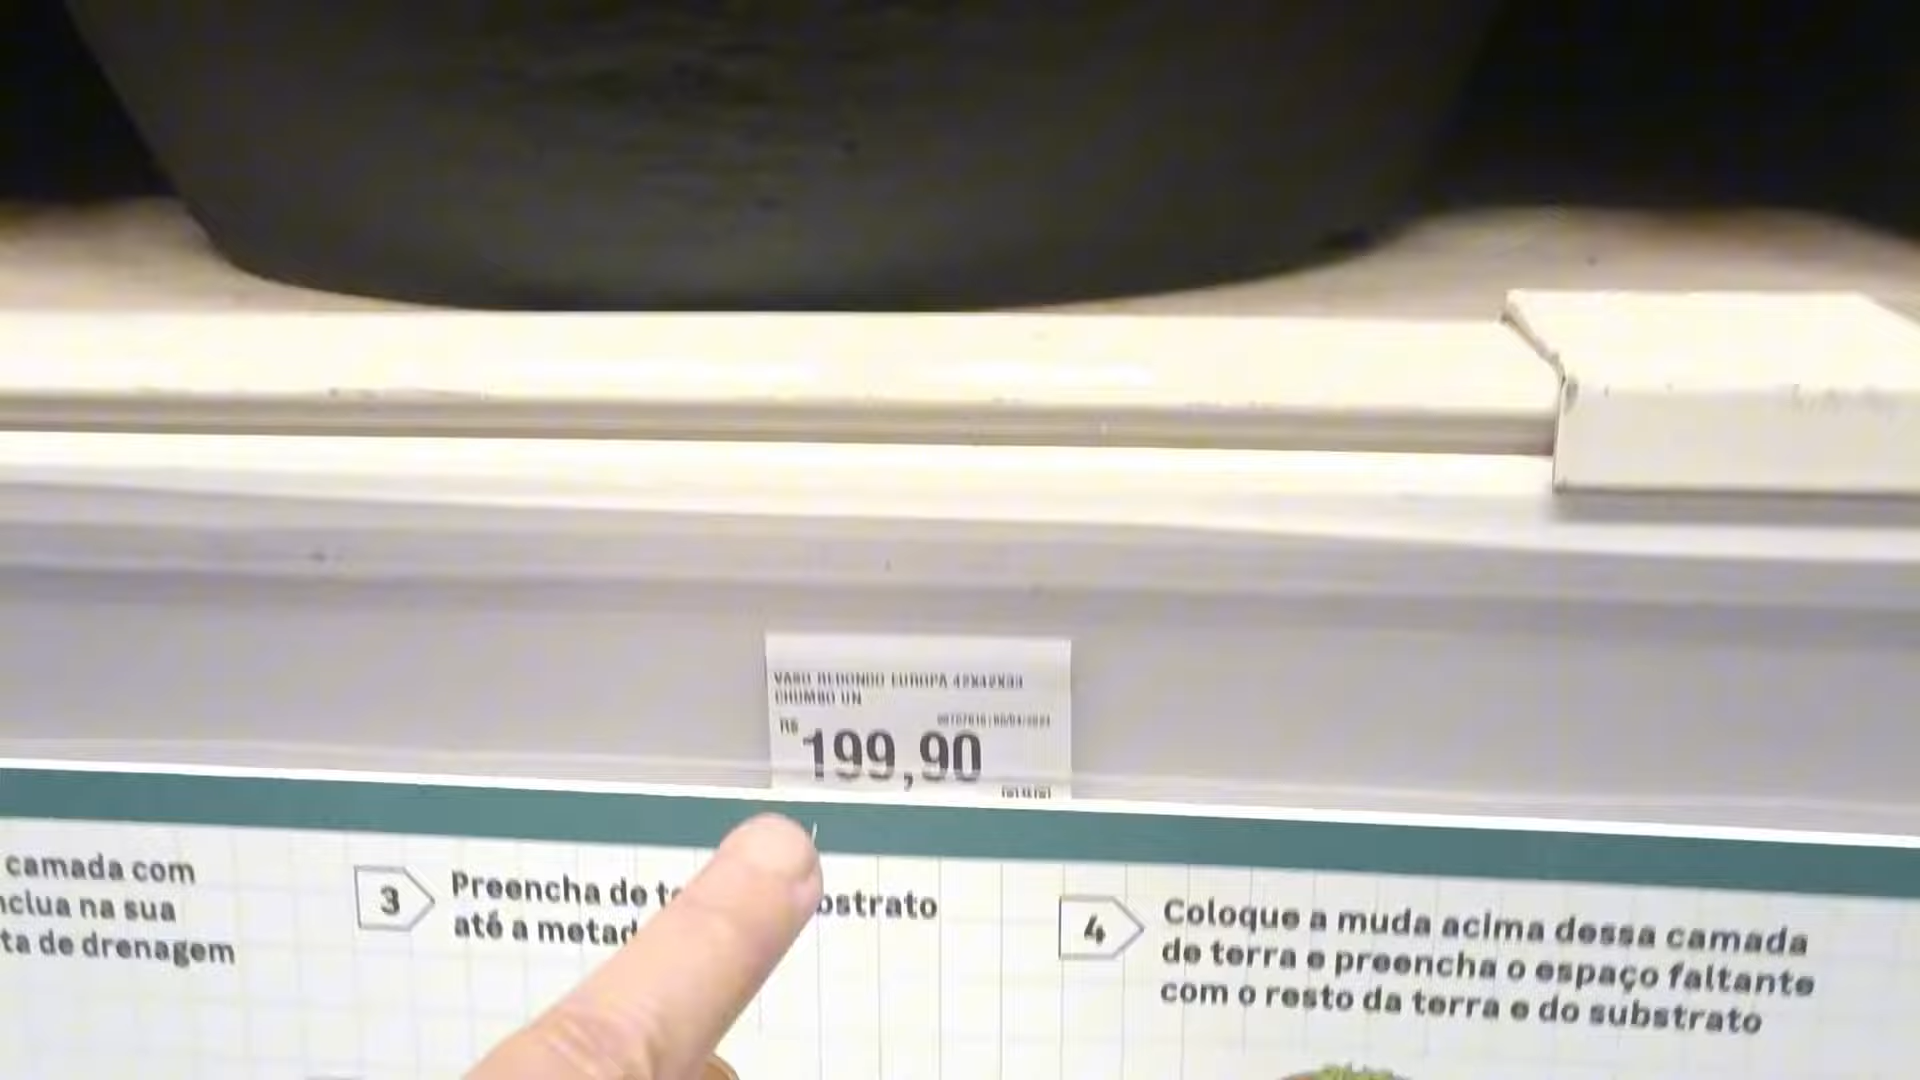 VASO REDONDO EUROPA 42X42X33
CHUMBO UN
R$
199,90
camada com
nclua na sua
ta de drenagem
3
Preencha de te
bstrato
até a metad
4
Coloque a muda acima dessa camada
de terra e preencha o espaço faltante
com o resto da terra e do substrato